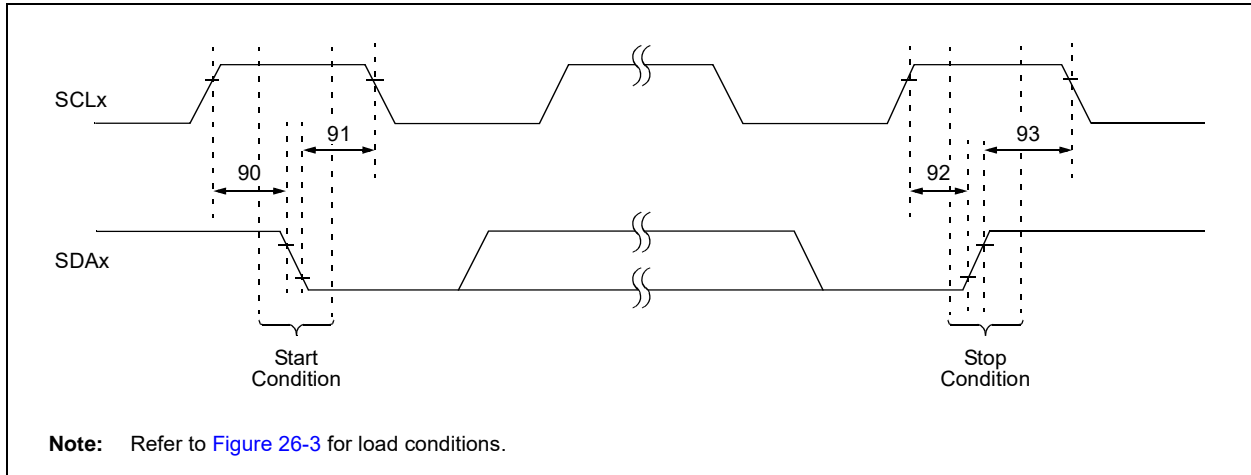 SCLx
91
93
90
92
SDAx
Start
Condition
Stop
Condition
Note: Refer to Figure 26-3 for load conditions.